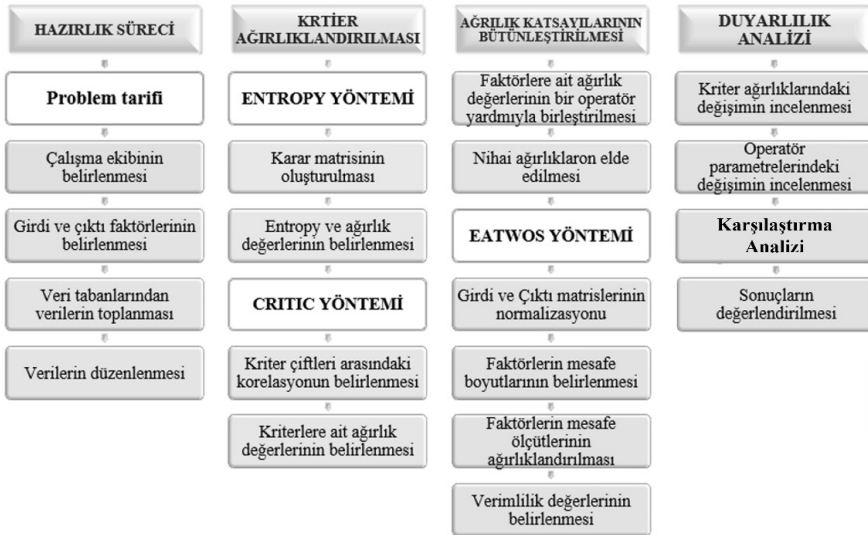 HAZIRLIK SÜRECİ
Problem tarifi
Çalışma ekibinin
belirlenmesi
Girdi ve çıktı faktörlerinin
belirlenmesi
Veri tabanlarından
verilerin toplanması
Verilerin düzenlenmesi
KRTİER
AĞIRLIKLANDIRILMASI
ENTROPY YÖNTEMİ
Karar matrisinin
oluşturulması
Entropy ve ağırlık
değerlerinin belirlenmesi
CRITIC YÖNTEMİ
Kriter çiftleri arasındaki
korelasyonun belirlenmesi
Kriterlere ait ağırlık
değerlerinin belirlenmesi
AĞRILIK KATSAYILARININ
BÜTÜNLEŞTİRİLMESİ
Faktörlere ait ağırlık
değerlerinin bir operatör
yardmıyla birleştirilmesi
Nihai ağırlıklaron elde
edilmesi
EATWOS YÖNTEMİ
Girdi ve Çıktı matrislerinin
normalizasyonu
Faktörlerin mesafe
boyutlarının belirlenmesi
Faktörlerin mesafe
ölçütlerinin
ağırlıklandırılması
Verimlilik değerlerinin
belirlenmesi
DUYARLILIK
ANALİZİ
Kriter ağırlıklarındaki
değişimin incelenmesi
Operatör
parametrelerindeki
değişimin incelenmesi
Karşılaştırma
Analizi
Sonuçların
değerlendirilmesi